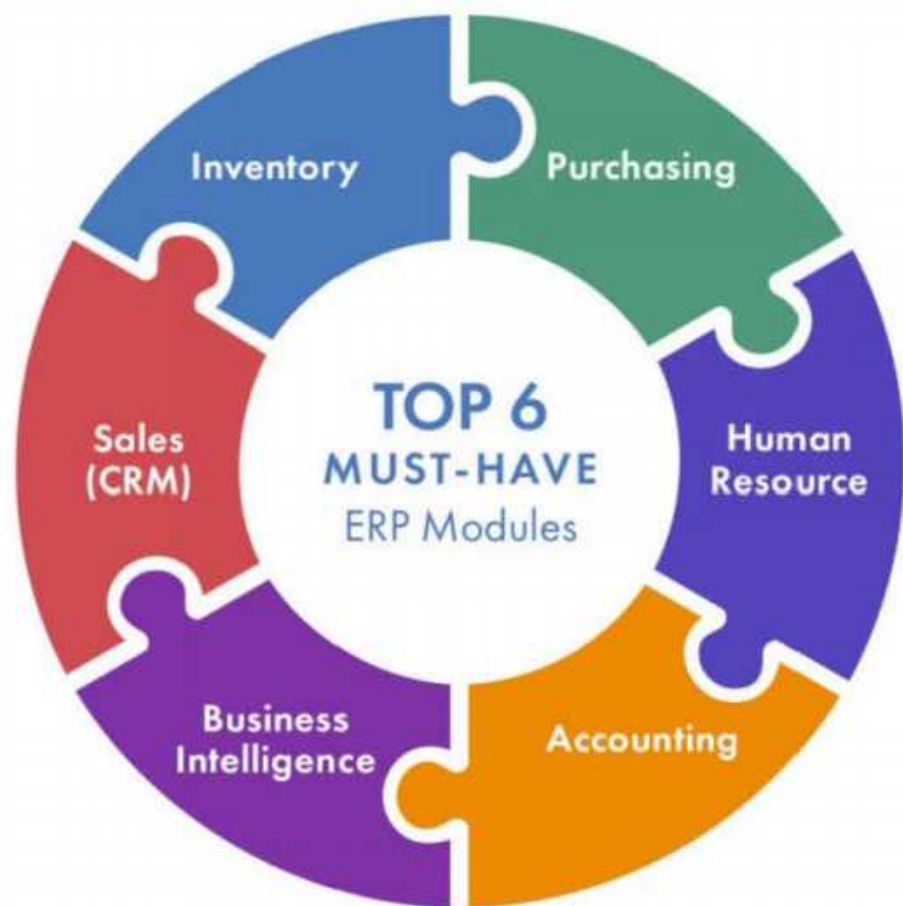 TOP 6
MUST-HAVE
ERP Modules
Inventory
Purchasing
Human
Resource
Accounting
Business
Intelligence
Sales
(CRM)